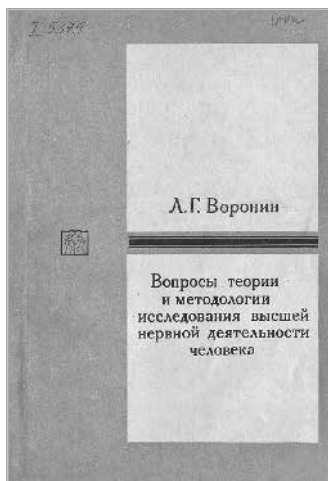 Л.Г. Воронин
Вопросы теории
и методологии
исследования высшей
нервной деятельности
человека